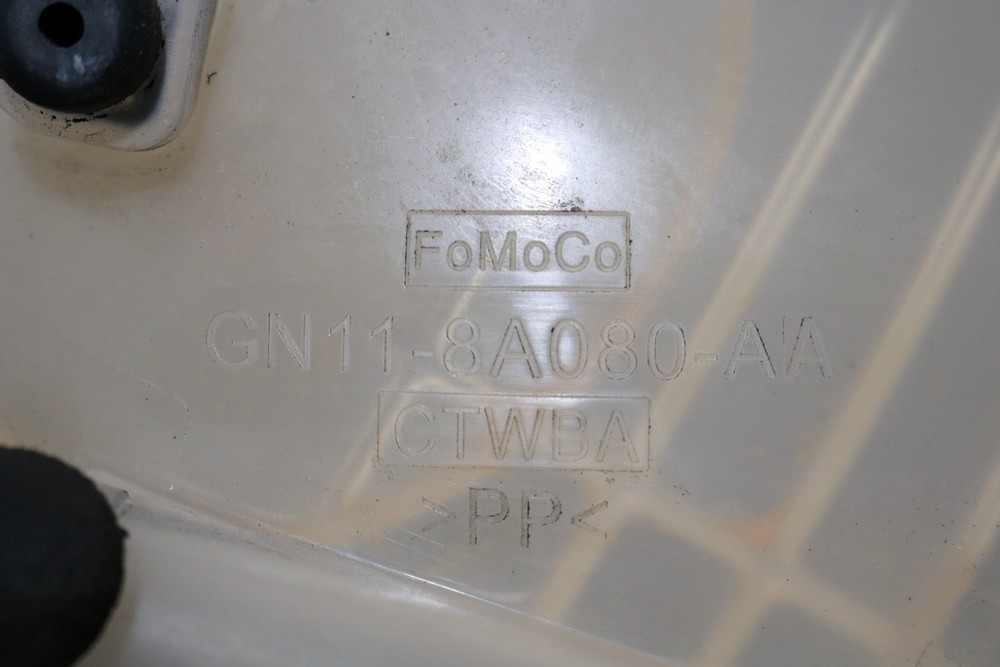 FoMoCo
GN11-8A080-AA
CTWBA
>PP<